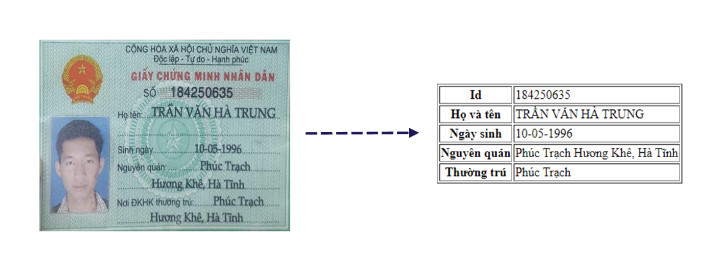 CỘNG HÒA XÃ HỘI CHỦ NGHĨA VIỆT NAM
Độc lập - Tự do - Hạnh phúc
GIẤY CHỨNG MINH NHÂN DÂN
SỐ 184250635
Họ tên: TRẦN VĂN HÀ TRUNG
Sinh ngày 10-05-1996
Nguyên quán: Phúc Trạch
Hương Khê, Hà Tĩnh
Nơi ĐKHK thường trú: Phúc Trạch
Hương Khê, Hà Tĩnh
Id 184250635
Họ và tên TRẦN VĂN HÀ TRUNG
Ngày sinh 10-05-1996
Nguyên quán Phúc Trạch Hương Khê, Hà Tĩnh
Thường trú Phúc Trạch